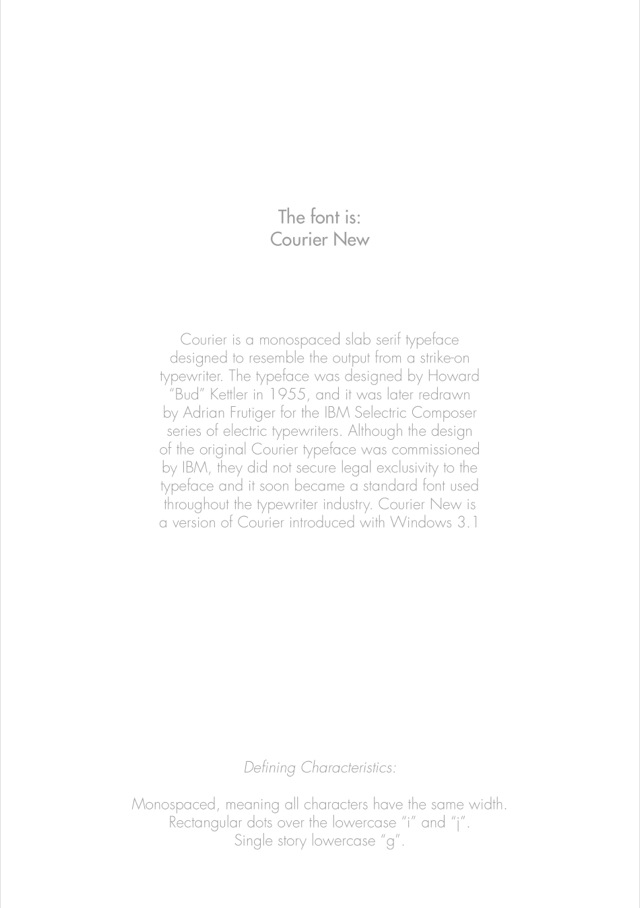 The font is:
Courier New
Courier is a monospaced slab serif typeface
designed to resemble the output from a strike-on
typewriter. The typeface was designed by Howard
“Bud” Kettler in 1955, and it was later redrawn
by Adrian Frutiger for the IBM Selectric Composer
series of electric typewriters. Although the design
of the original Courier typeface was commissioned
by IBM, they did not secure legal exclusivity to the
typeface and it soon became a standard font used
throughout the typewriter industry. Courier New is
a version of Courier introduced with Windows 3.1
Defining Characteristics:
Monospaced, meaning all characters have the same width.
Rectangular dots over the lowercase “i” and “j”.
Single story lowercase “g”.